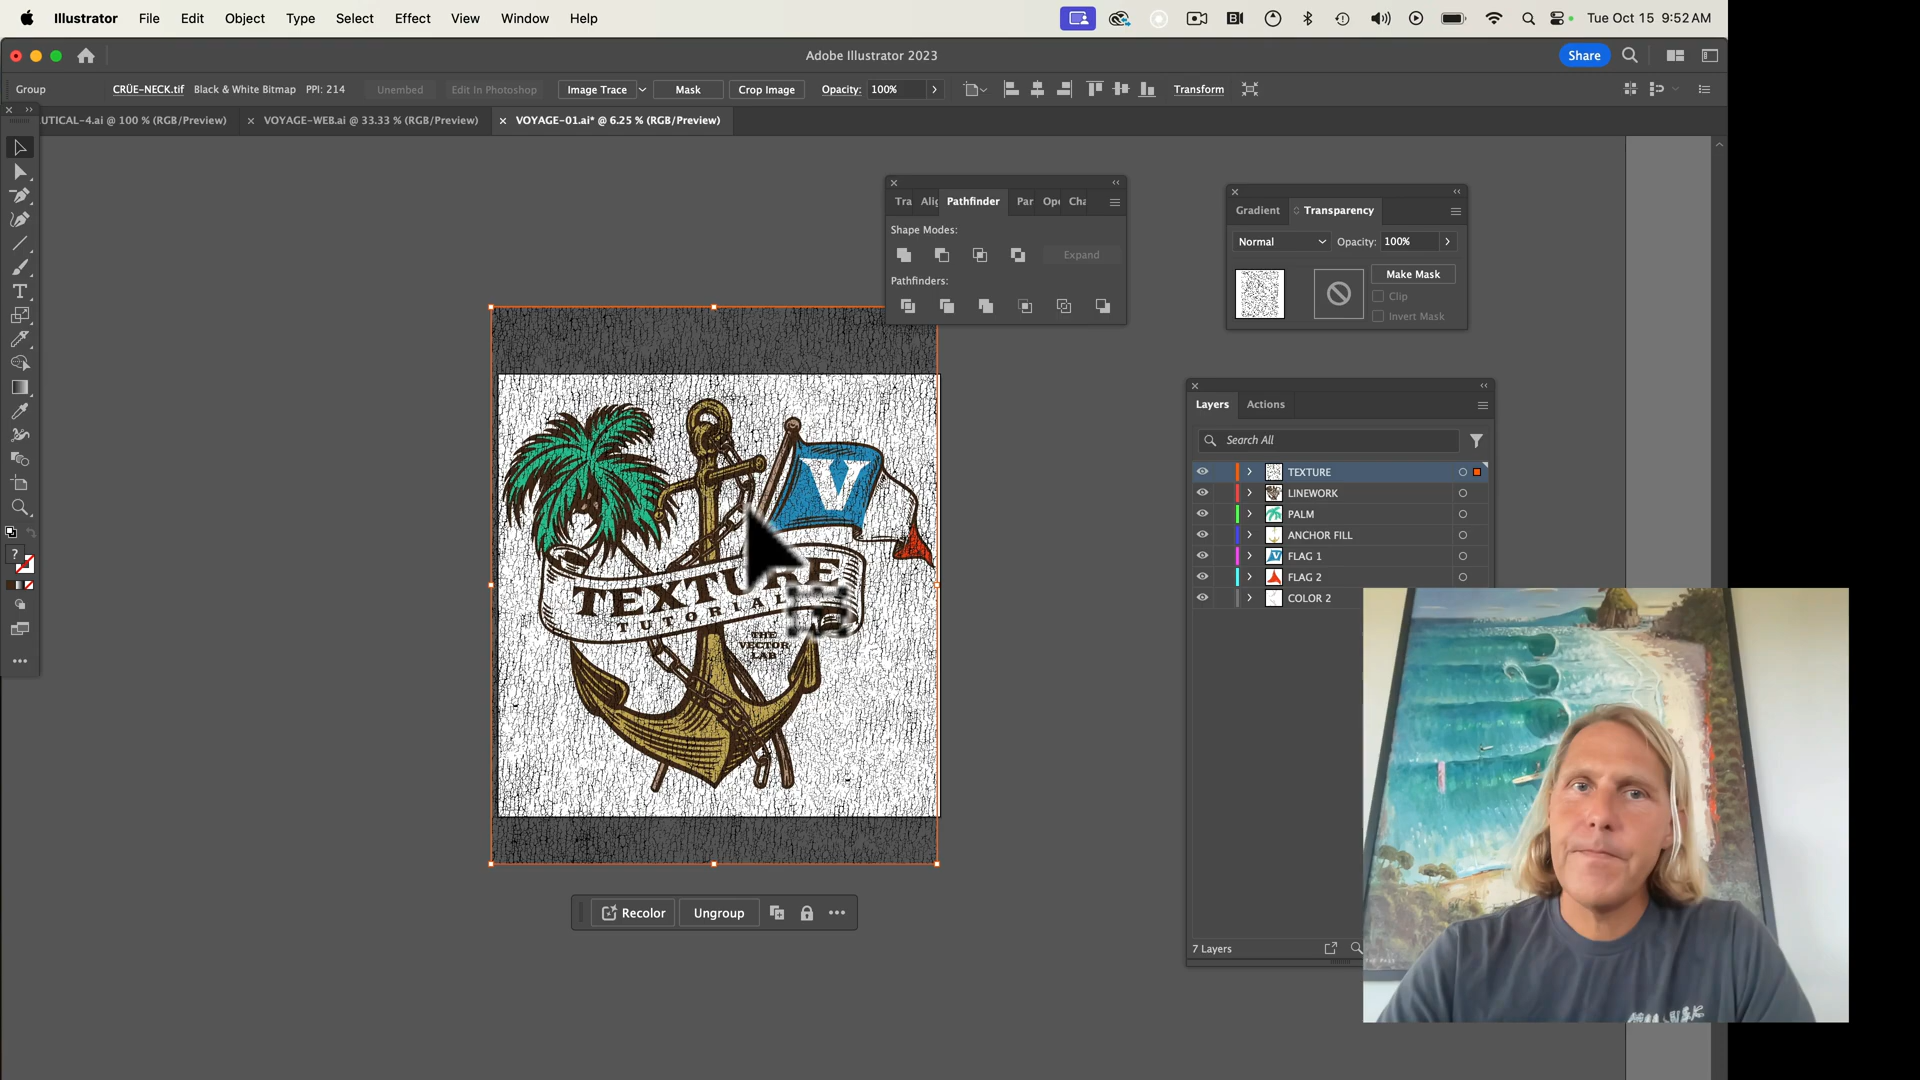 Illustrator File Edit Object Type Select Effect View Window Help
Tue Oct 15 9:52 AM
Adobe Illustrator 2023
Share
Group CRÜE-NECK.tif Black & White Bitmap PPI: 214 Unembed Edit In Photoshop Image Trace Mask Crop Image Opacity: 100% Transform
UTICAL-4.ai @ 100 % (RGB/Preview) VOYAGE-WEB.ai @ 33.33 % (RGB/Preview) VOYAGE-01.ai* @ 6.25 % (RGB/Preview)
Tra Alig Pathfinder Par Ope Cha
Shape Modes:
Expand
Pathfinders:
Gradient Transparency
Normal Opacity: 100%
Make Mask
Clip
Invert Mask
Layers Actions
Search All
TEXTURE
LINEWORK
PALM
ANCHOR FILL
FLAG 1
FLAG 2
COLOR 2
7 Layers
V
TEXTURE
TUTORIAL
THE
VECTOR
LAB
Recolor Ungroup